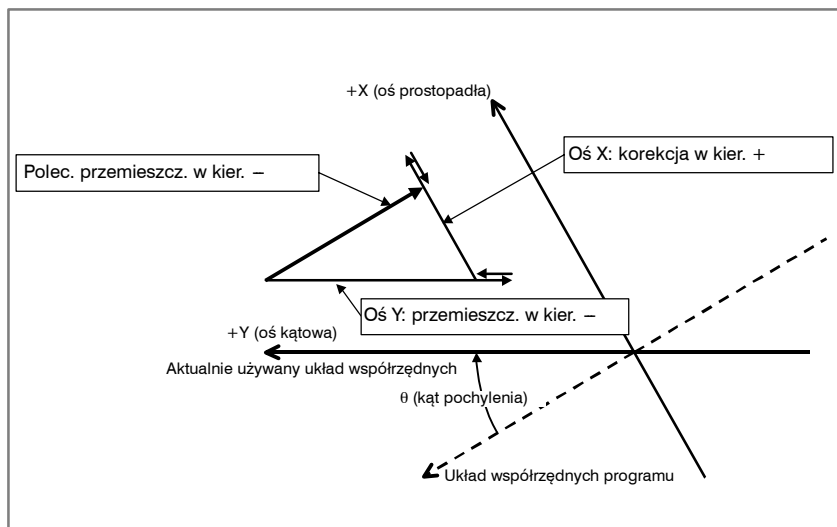 +X (oś prostopadła)
Polec. przemieszcz. w kier. −
Oś X: korekcja w kier. +
Oś Y: przemieszcz. w kier. −
+Y (oś kątowa)
Aktualnie używany układ współrzędnych
θ (kąt pochylenia)
Układ współrzędnych programu